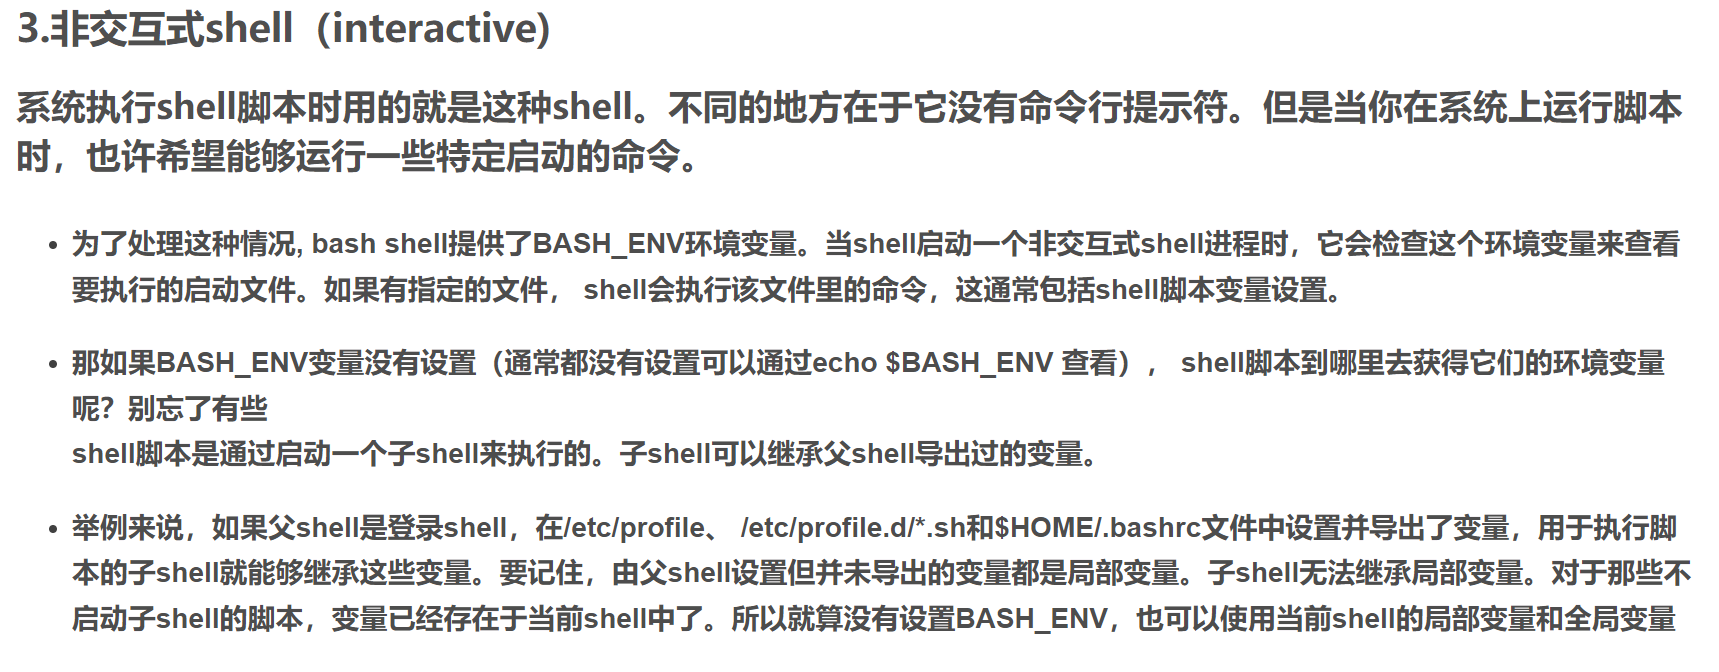 3.非交互式shell（interactive)
系统执行shell脚本时用的就是这种shell。不同的地方在于它没有命令行提示符。但是当你在系统上运行脚本
时，也许希望能够运行一些特定启动的命令。
• 为了处理这种情况, bash shell提供了BASH_ENV环境变量。当shell启动一个非交互式shell进程时，它会检查这个环境变量来查看
要执行的启动文件。如果有指定的文件， shell会执行该文件里的命令，这通常包括shell脚本变量设置。
• 那如果BASH_ENV变量没有设置（通常都没有设置可以通过echo $BASH_ENV 查看）， shell脚本到哪里去获得它们的环境变量
呢？别忘了有些
shell脚本是通过启动一个子shell来执行的。子shell可以继承父shell导出过的变量。
• 举例来说，如果父shell是登录shell，在/etc/profile、 /etc/profile.d/*.sh和$HOME/.bashrc文件中设置并导出了变量，用于执行脚
本的子shell就能够继承这些变量。要记住，由父shell设置但并未导出的变量都是局部变量。子shell无法继承局部变量。对于那些不
启动子shell的脚本，变量已经存在于当前shell中了。所以就算没有设置BASH_ENV，也可以使用当前shell的局部变量和全局变量